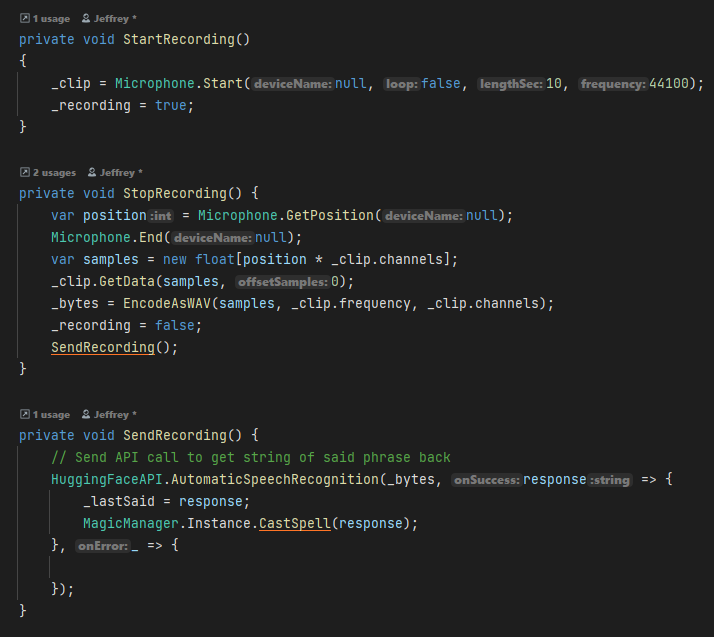 1 usage Jeffrey *
private void StartRecording()
{
_clip = Microphone.Start(deviceName:null, loop:false, lengthSec:10, frequency:44100);
_recording = true;
}
2 usages Jeffrey *
private void StopRecording() {
var position:int = Microphone.GetPosition(deviceName:null);
Microphone.End(deviceName:null);
var samples = new float[position * _clip.channels];
_clip.GetData(samples, offsetSamples:0);
_bytes = EncodeAsWAV(samples, _clip.frequency, _clip.channels);
_recording = false;
SendRecording();
}
1 usage Jeffrey *
private void SendRecording() {
// Send API call to get string of said phrase back
HuggingFaceAPI.AutomaticSpeechRecognition(_bytes, onSuccess:response:string => {
_lastSaid = response;
MagicManager.Instance.CastSpell(response);
}, onError:_ => {
});
}